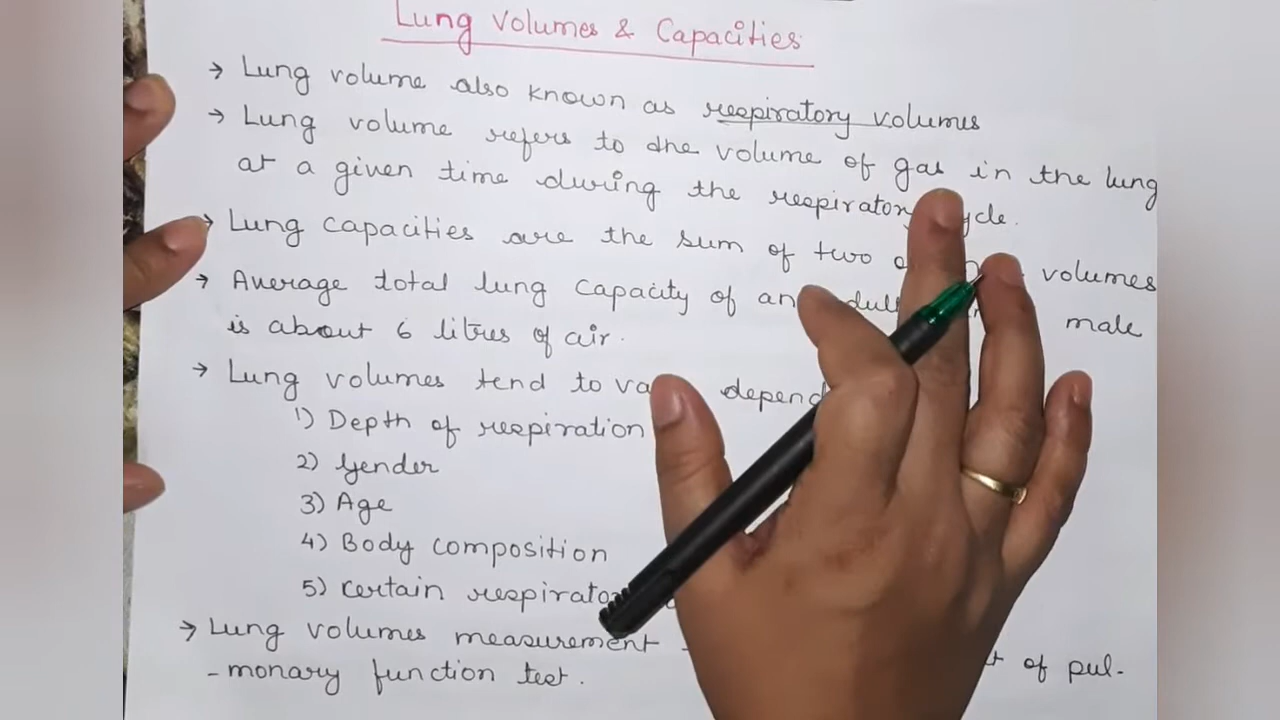 Lung Volumes & Capacities
→ Lung volume also known as respiratory volumes
→ Lung volume refers to the volume of gas in the lung
at a given time during the respiratory cycle.
→ Lung capacities are the sum of two volumes
→ Average total lung capacity of an male
is about 6 litres of air.
→ Lung volumes tend to depend
1) Depth of respiration
2) Gender
3) Age
4) Body composition
5) Certain
→ Lung volumes measurement of pul-
-monary function test.